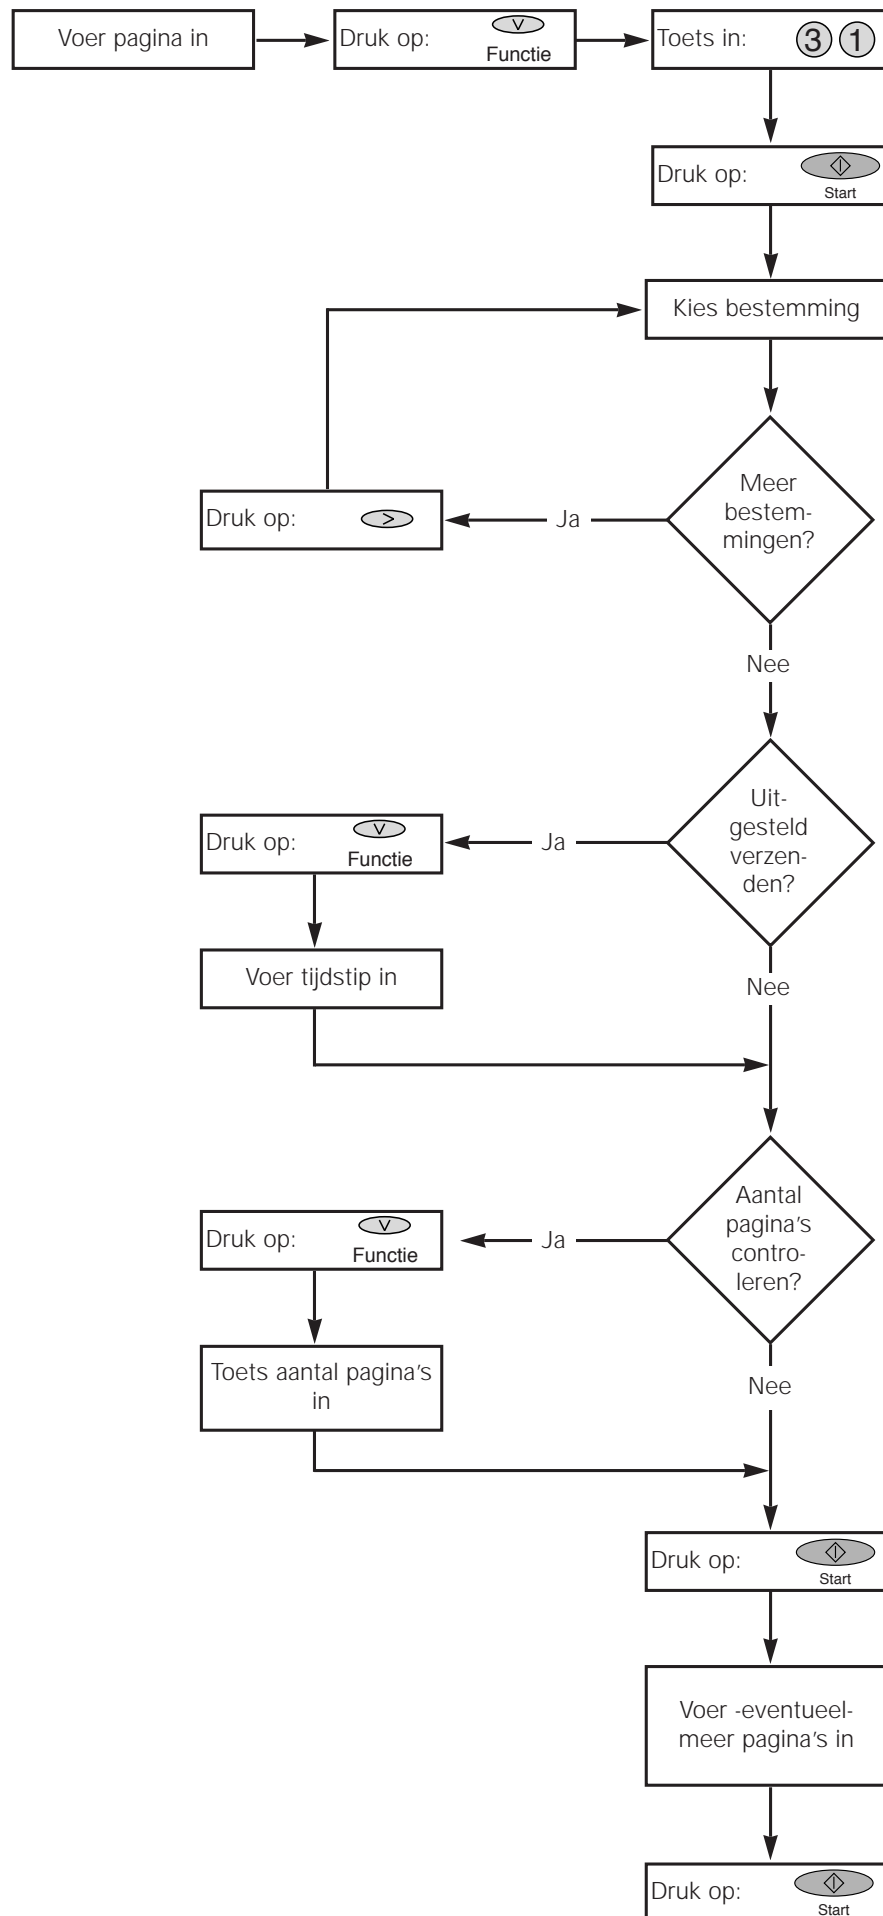 Voer pagina in
Druk op:
Functie
Toets in: 3 1
Druk op:
Start
Kies bestemming
Meer
bestem-
mingen?
Ja
Druk op:
Nee
Uit-
gesteld
verzen-
den?
Ja
Druk op:
Functie
Voer tijdstip in
Nee
Aantal
pagina's
contro-
leren?
Ja
Druk op:
Functie
Toets aantal pagina's
in
Nee
Druk op:
Start
Voer -eventueel-
meer pagina's in
Druk op:
Start